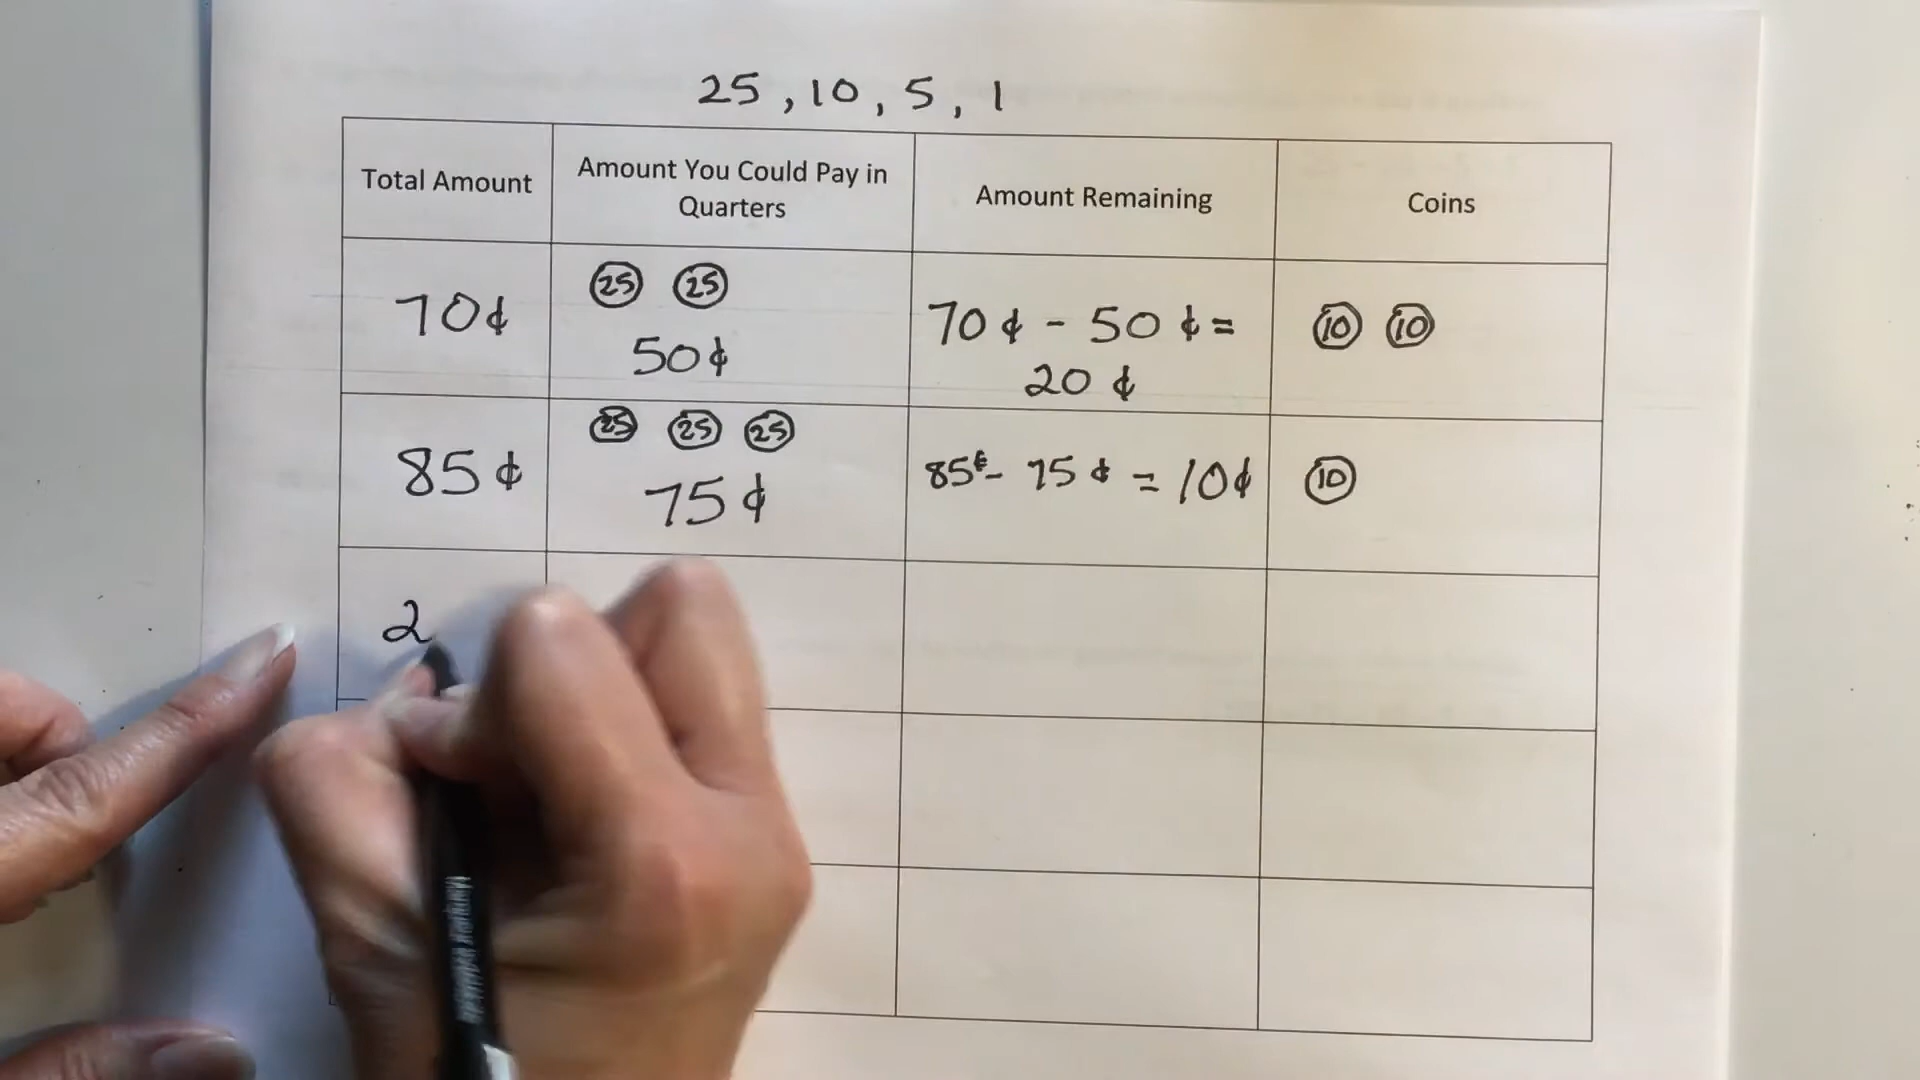 25, 10, 5, 1
Total Amount
Amount You Could Pay in
Quarters
Amount Remaining
Coins
70¢
25 25
50¢
70¢ - 50¢ =
20¢
10 10
85¢
25 25 25
75¢
85¢ - 75¢ = 10¢
10
2